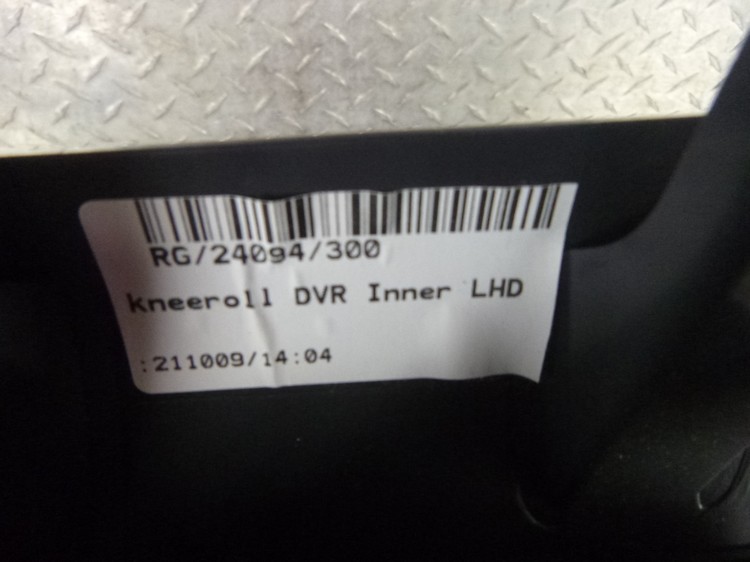 RG/24094/300
Kneeroll DVR Inner LHD
:211009/14:04